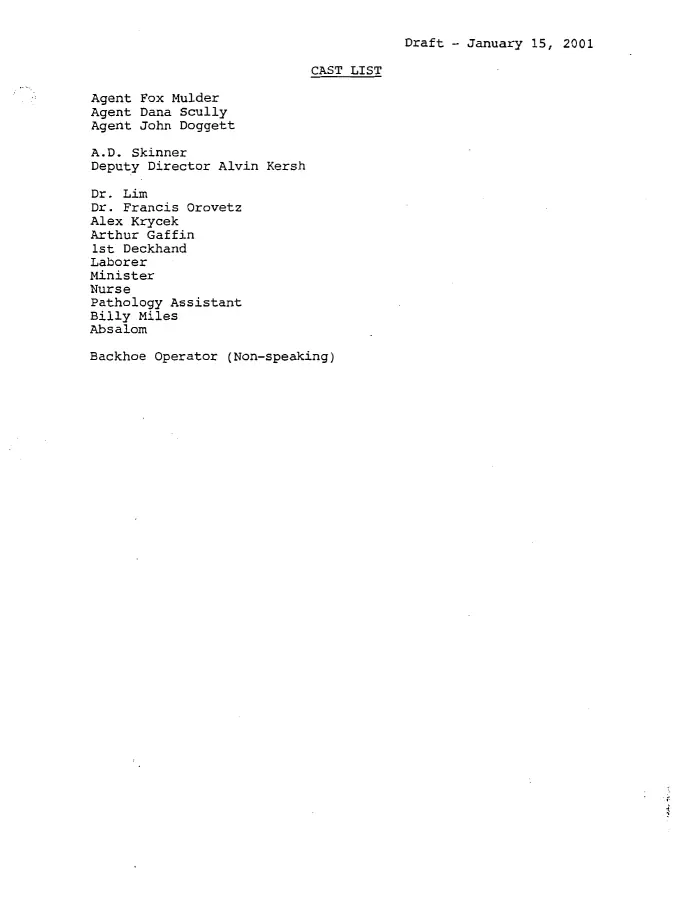 Draft - January 15, 2001
CAST LIST
Agent Fox Mulder
Agent Dana Scully
Agent John Doggett
A.D. Skinner
Deputy Director Alvin Kersh
Dr. Lim
Dr. Francis Orovetz
Alex Krycek
Arthur Gaffin
1st Deckhand
Laborer
Minister
Nurse
Pathology Assistant
Billy Miles
Absalom
Backhoe Operator (Non-speaking)